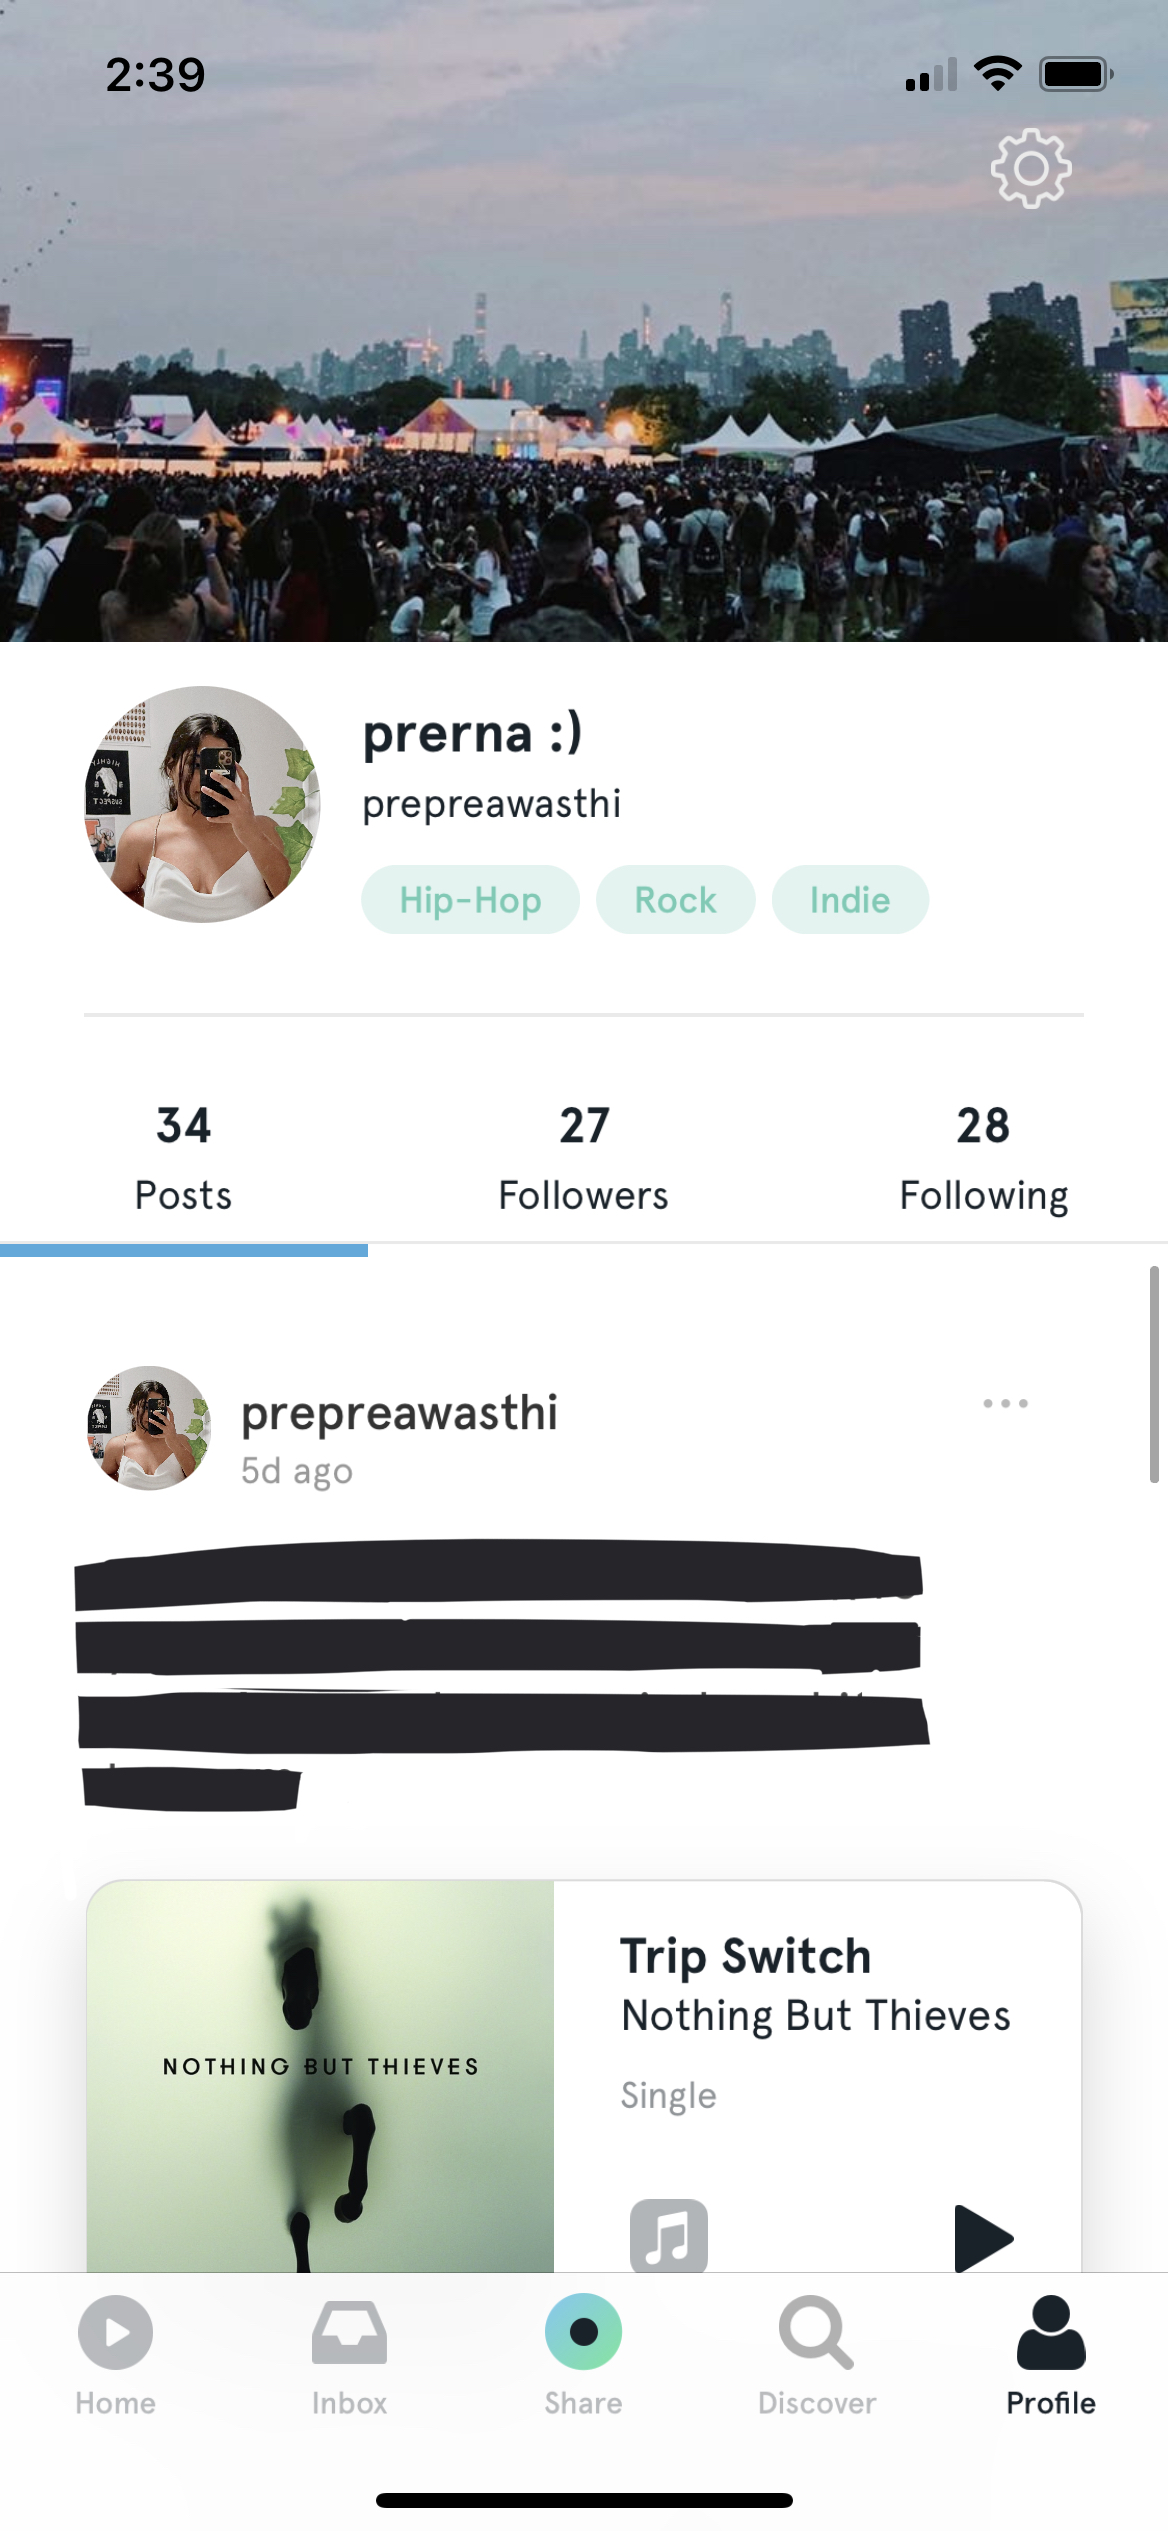 2:39
prerna :)
prepreawasthi
Hip-Hop Rock Indie
34 27 28
Posts Followers Following
prepreawasthi
5d ago
Trip Switch
Nothing But Thieves
NOTHING BUT THIEVES
Single
Home Inbox Share Discover Profile